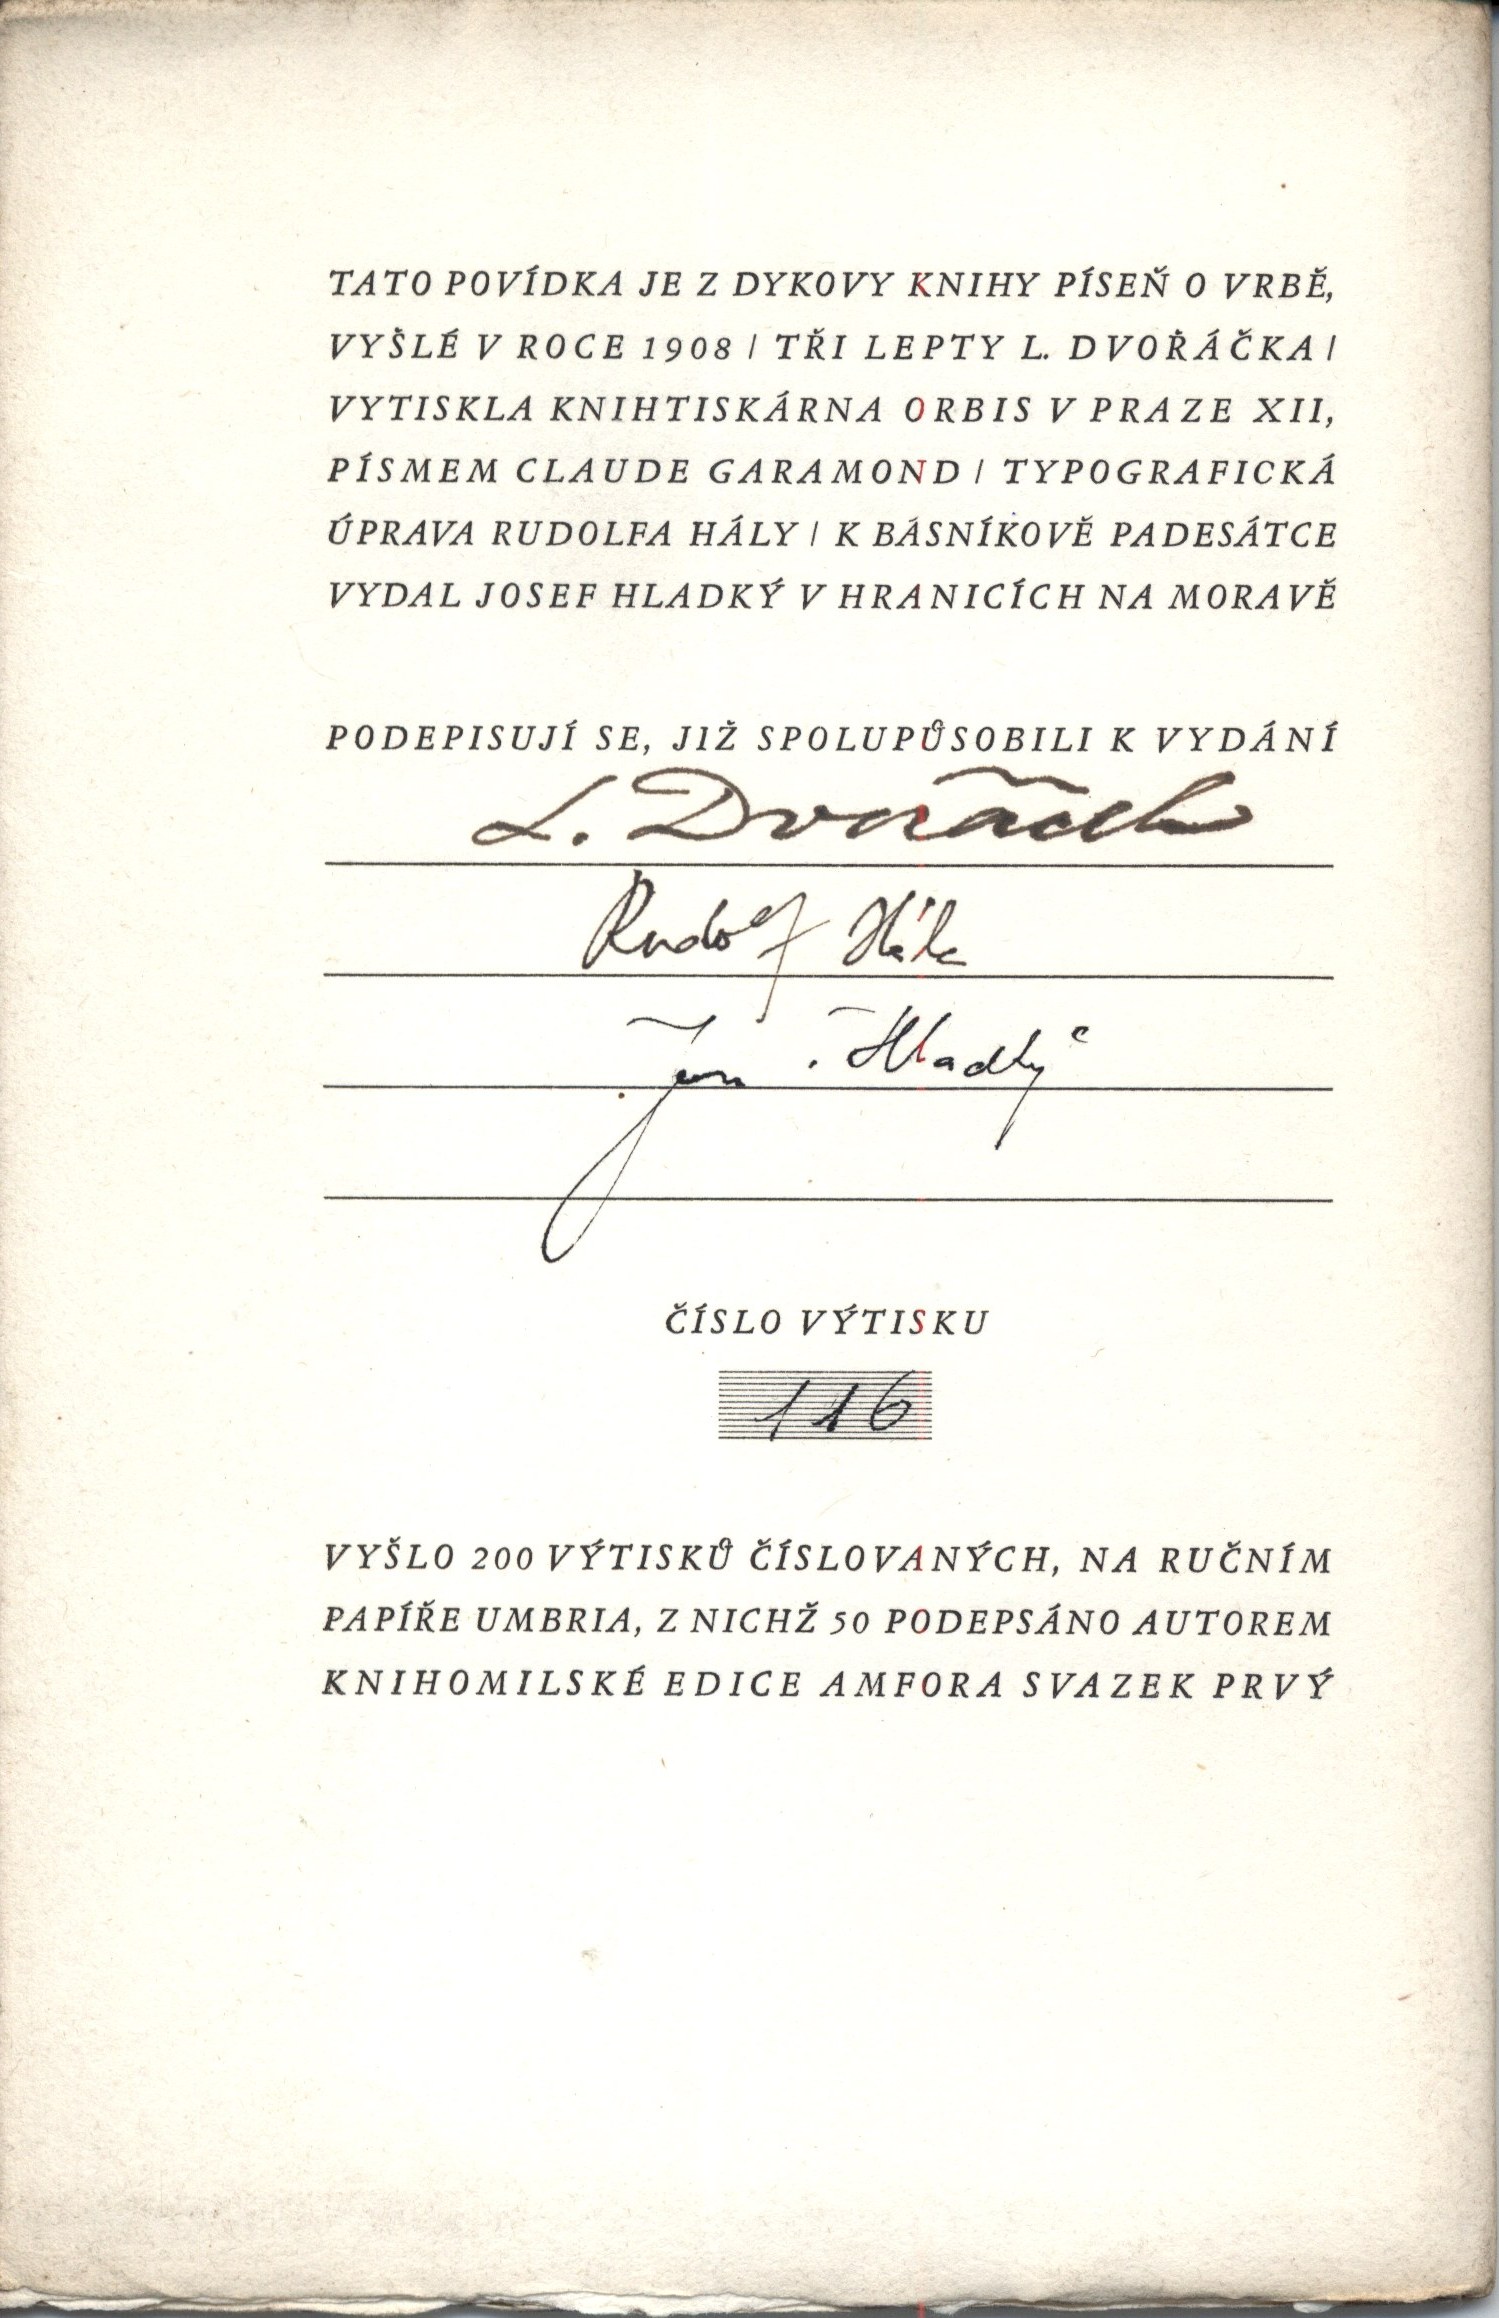 TATO POVÍDKA JE Z DYKOVY KNIHY PÍSEŇ O VRBĚ,
VYŠLÉ V ROCE 1908 / TŘI LEPTY L. DVOŘÁČKA /
VYTISKLA KNIHTISKÁRNA ORBIS V PRAZE XII,
PÍSMEM CLAUDE GARAMOND / TYPOGRAFICKÁ
ÚPRAVA RUDOLFA HÁLY / K BÁSNÍKOVĚ PADESÁTCE
VYDAL JOSEF HLADKÝ V HRANICÍCH NA MORAVĚ
PODEPISUJÍ SE, JIŽ SPOLUPŮSOBILI K VYDÁNÍ
L. Dvořáček
Rudolf Hála
Hladký
ČÍSLO VÝTISKU
116
VYŠLO 200 VÝTISKŮ ČÍSLOVANÝCH, NA RUČNÍM
PAPÍŘE UMBRIA, Z NICHŽ 50 PODEPSÁNO AUTOREM
KNIHOMILSKÉ EDICE AMFORA SVAZEK PRVÝ